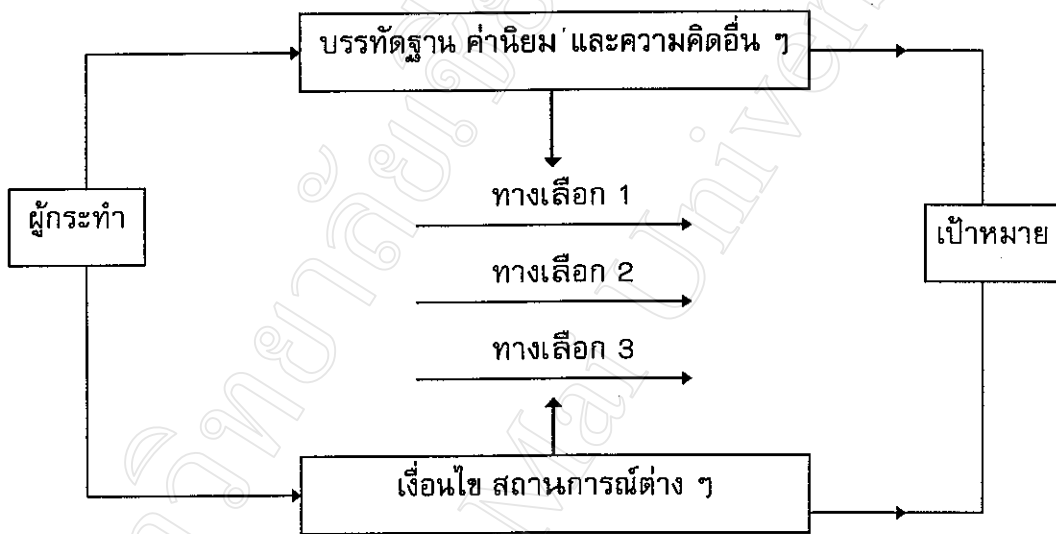 บรรทัดฐาน ค่านิยม และความคิดอื่น ๆ
ผู้กระทำ
ทางเลือก 1
ทางเลือก 2
ทางเลือก 3
เป้าหมาย
เงื่อนไข สถานการณ์ต่าง ๆ